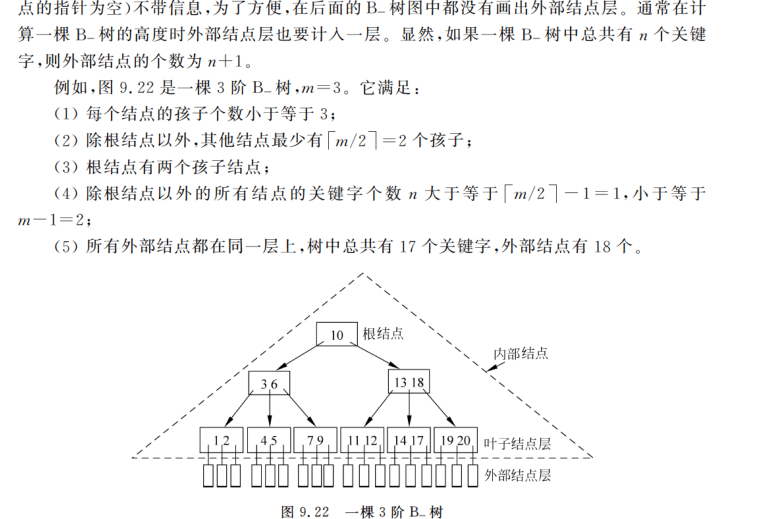 点的指针为空)不带信息,为了方便,在后面的 B_ 树图中都没有画出外部结点层。通常在计
算一棵 B_ 树的高度时外部结点层也要计入一层。显然,如果一棵 B_ 树中总共有 n 个关键
字,则外部结点的个数为 n+1。
例如,图 9.22 是一棵 3 阶 B_ 树,m=3。它满足:
(1) 每个结点的孩子个数小于等于 3;
(2) 除根结点以外,其他结点最少有⌈m/2⌉=2 个孩子;
(3) 根结点有两个孩子结点;
(4) 除根结点以外的所有结点的关键字个数 n 大于等于⌈m/2⌉-1=1,小于等于
m-1=2;
(5) 所有外部结点都在同一层上,树中总共有 17 个关键字,外部结点有 18 个。
10 根结点
内部结点
3 6 13 18
1 2 4 5 7 9 11 12 14 17 19 20 叶子结点层
外部结点层
图 9.22 一棵 3 阶 B_ 树